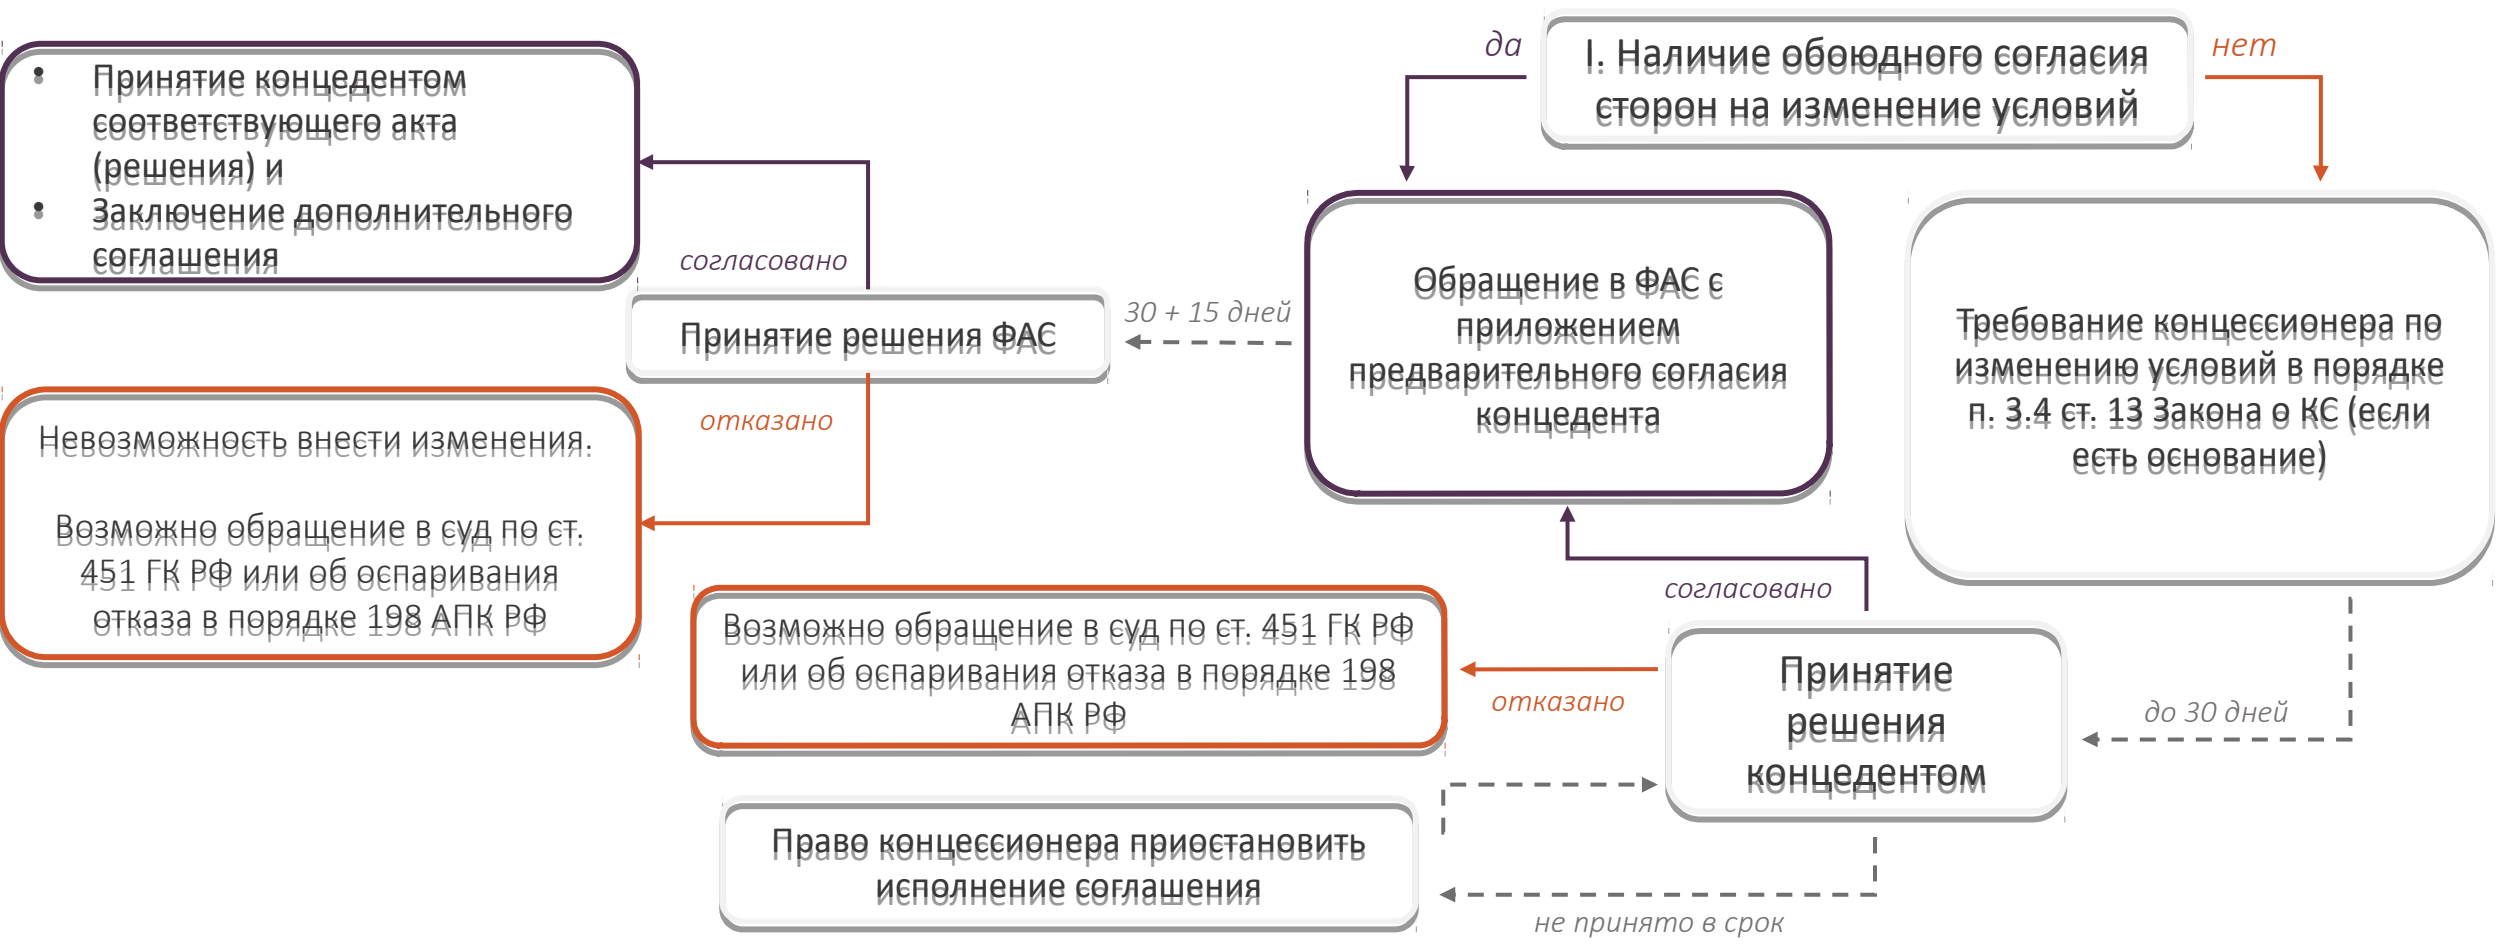 да
I. Наличие обоюдного согласия
сторон на изменение условий
нет
• Принятие концедентом
соответствующего акта
(решения) и
• Заключение дополнительного
соглашения
согласовано
Принятие решения ФАС
30 + 15 дней
Обращение в ФАС с
приложением
предварительного согласия
концедента
Требование концессионера по
изменению условий в порядке
п. 3.4 ст. 13 Закона о КС (если
есть основание)
отказано
Невозможность внести изменения.
Возможно обращение в суд по ст.
451 ГК РФ или об оспаривания
отказа в порядке 198 АПК РФ
согласовано
Возможно обращение в суд по ст. 451 ГК РФ
или об оспаривания отказа в порядке 198
АПК РФ
отказано
Принятие
решения
концедентом
до 30 дней
Право концессионера приостановить
исполнение соглашения
не принято в срок